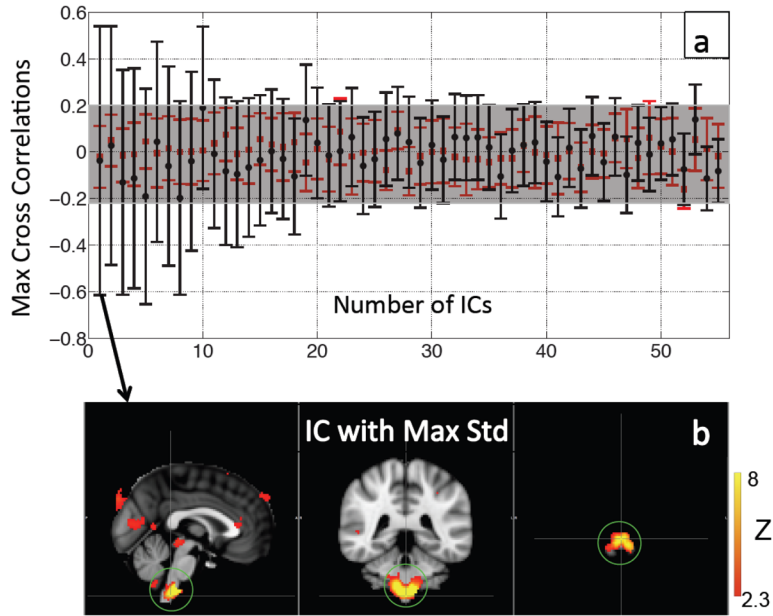 0.6
a
0.4
0.2
0
−0.2
−0.4
−0.6
−0.8
Max Cross Correlations
Number of ICs
0 10 20 30 40 50
IC with Max Std
b
8
Z
2.3